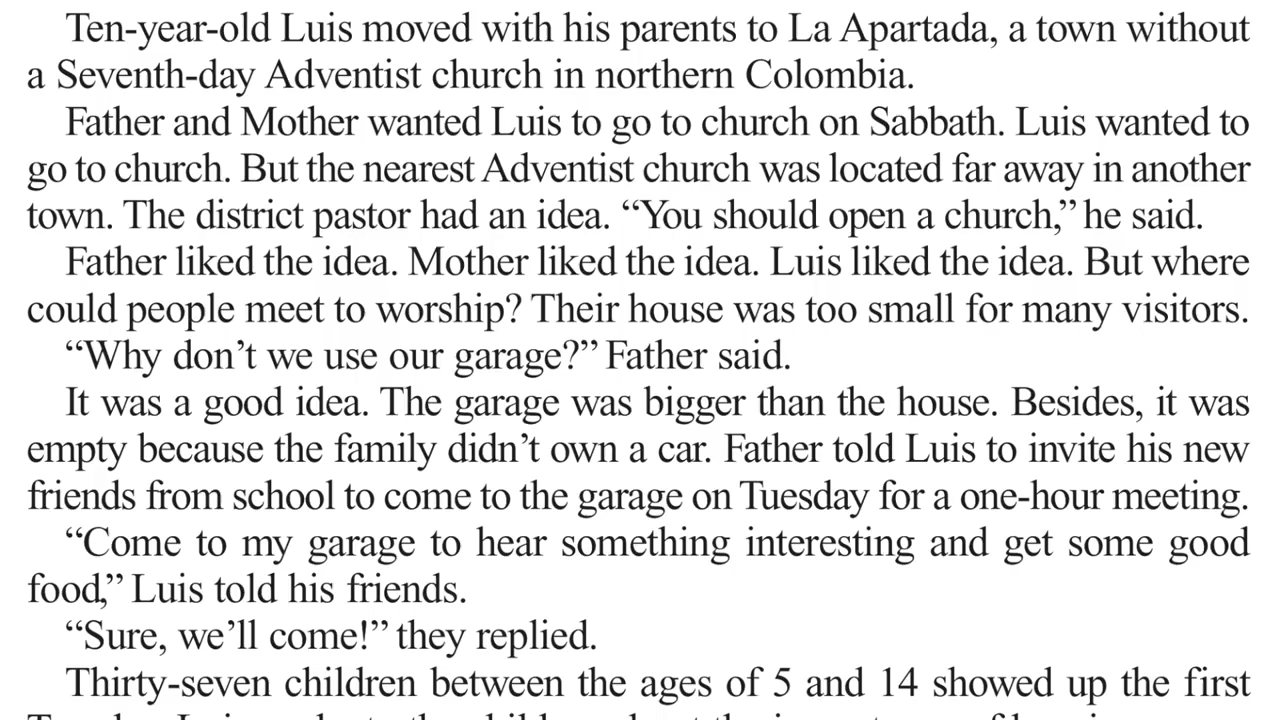 Ten-year-old Luis moved with his parents to La Apartada, a town without
a Seventh-day Adventist church in northern Colombia.
Father and Mother wanted Luis to go to church on Sabbath. Luis wanted to
go to church. But the nearest Adventist church was located far away in another
town. The district pastor had an idea. “You should open a church,” he said.
Father liked the idea. Mother liked the idea. Luis liked the idea. But where
could people meet to worship? Their house was too small for many visitors.
“Why don’t we use our garage?” Father said.
It was a good idea. The garage was bigger than the house. Besides, it was
empty because the family didn’t own a car. Father told Luis to invite his new
friends from school to come to the garage on Tuesday for a one-hour meeting.
“Come to my garage to hear something interesting and get some good
food,” Luis told his friends.
“Sure, we’ll come!” they replied.
Thirty-seven children between the ages of 5 and 14 showed up the first